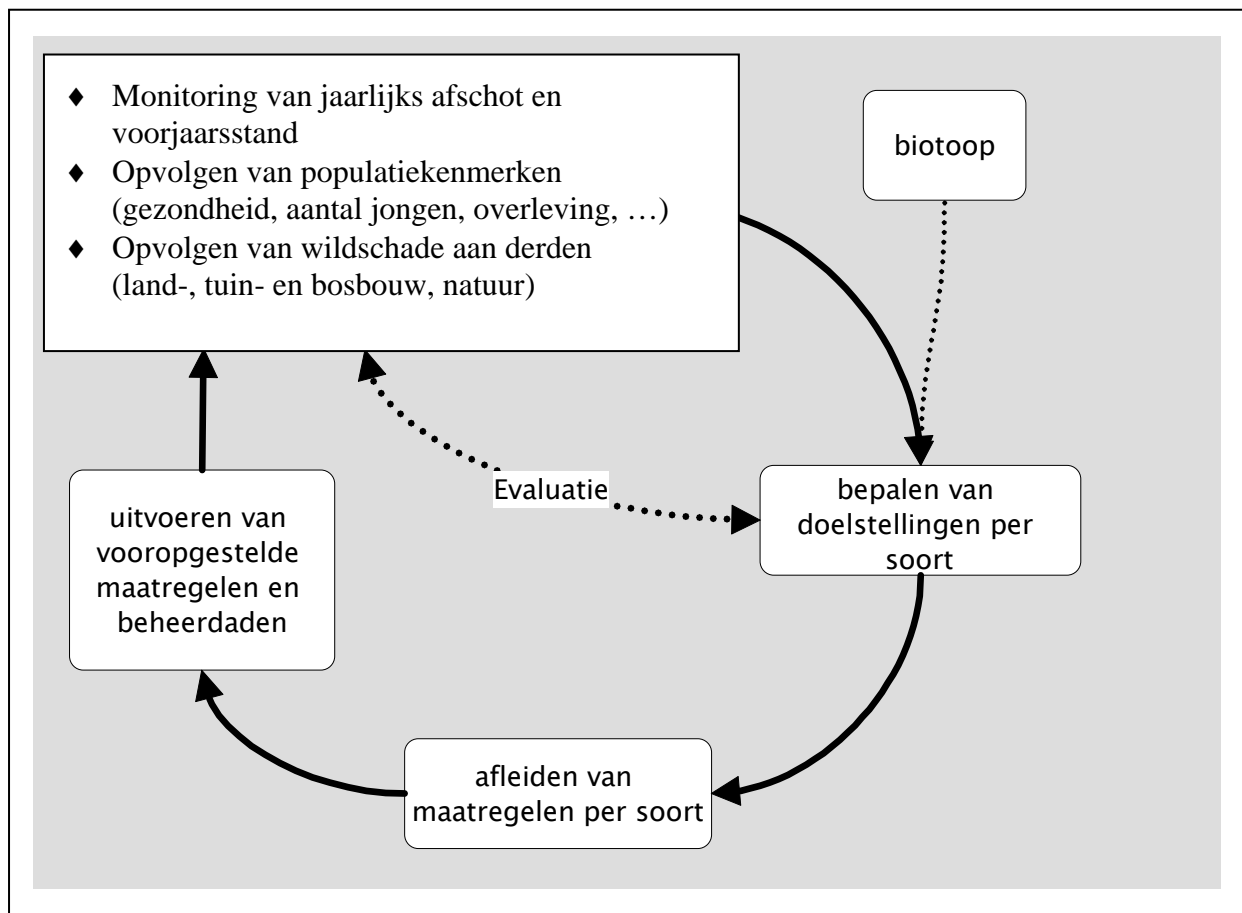 ♦ Monitoring van jaarlijks afschot en
voorjaarsstand
♦ Opvolgen van populatiekenmerken
(gezondheid, aantal jongen, overleving, …)
♦ Opvolgen van wildschade aan derden
(land-, tuin- en bosbouw, natuur)
biotoop
Evaluatie
bepalen van
doelstellingen per
soort
uitvoeren van
vooropgestelde
maatregelen en
beheerdaden
afleiden van
maatregelen per soort